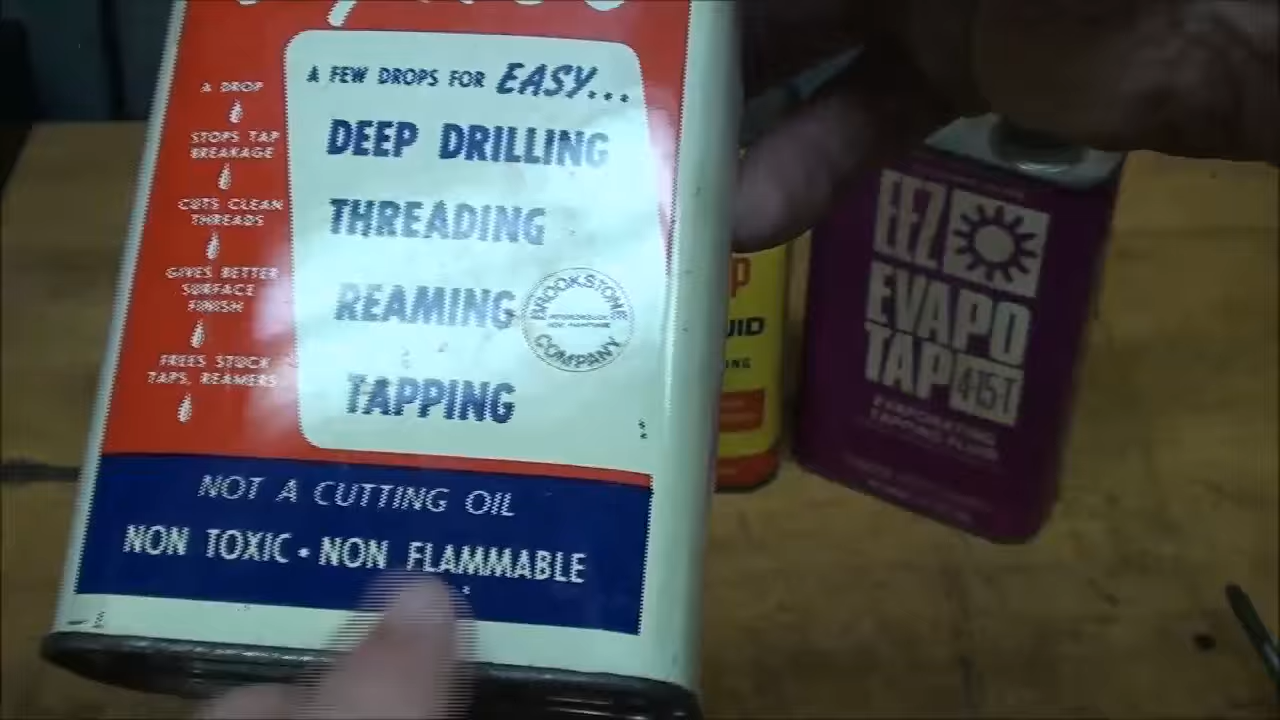 A FEW DROPS FOR EASY...
DEEP DRILLING
THREADING
REAMING
TAPPING
BROOKSTONE
COMPANY
A DROP
STOPS TAP
BREAKAGE
CUTS CLEAN
THREADS
GIVES BETTER
SURFACE
FINISH
FREES STUCK
TAPS, REAMERS
NOT A CUTTING OIL
NON TOXIC • NON FLAMMABLE
EEZ
EVAPO
TAP 4-15-T
EVAPORATING
TAPPING FLUID